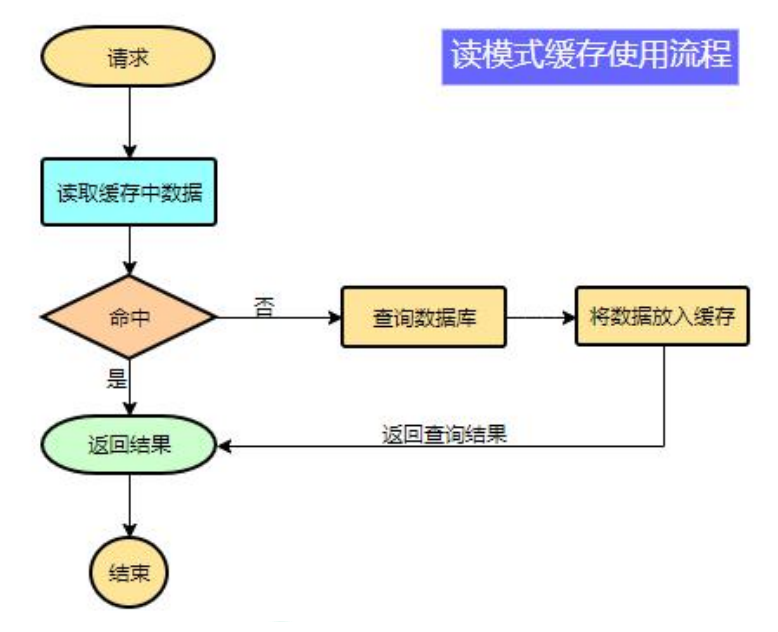 请求
读模式缓存使用流程
读取缓存中数据
命中
否
查询数据库
将数据放入缓存
是
返回结果
返回查询结果
结束